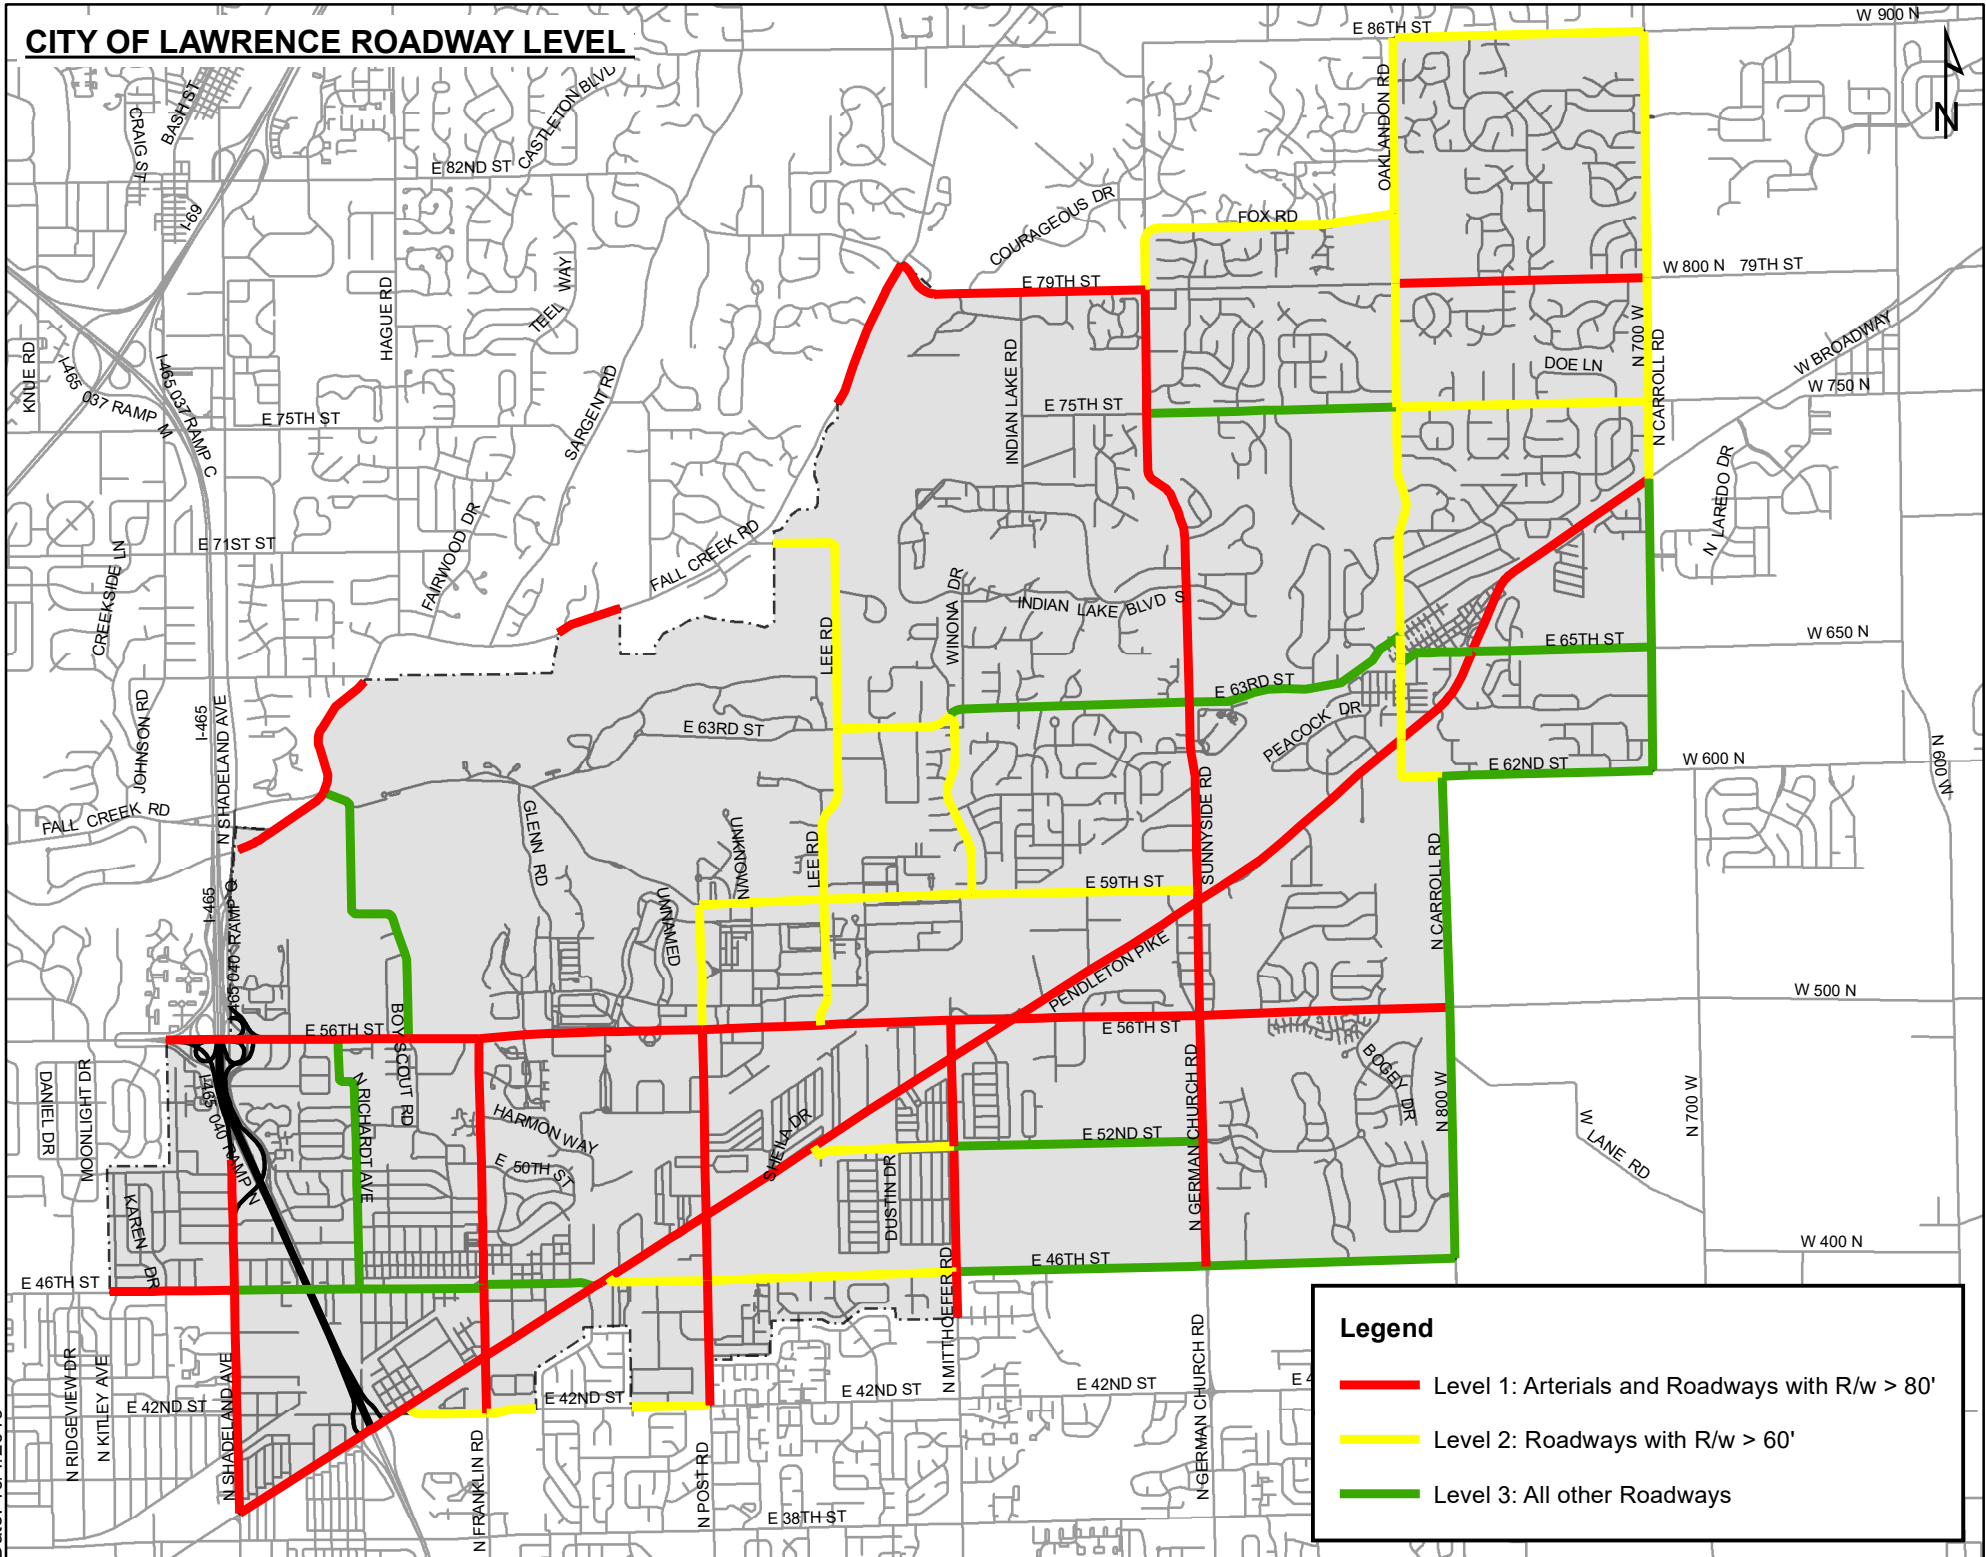 CITY OF LAWRENCE ROADWAY LEVEL
W 900 N
E 86TH ST
BASH ST
CRAIG ST
CASTLETON BLVD
OAKLANDON RD
N
E 82ND ST
I-69
COURAGEOUS DR
FOX RD
HAGUE RD
TEEL WAY
E 79TH ST
W 800 N
79TH ST
KNUE RD
I-465
037 RAMP M
I-465 037 RAMP C
E 75TH ST
SARGENT RD
INDIAN LAKE RD
E 75TH ST
DOE LN
N 700 W
N CARROLL RD
W BROADWAY
W 750 N
N LAREDO DR
E 71ST ST
FAIRWOOD DR
FALL CREEK RD
CREEKSIDE LN
WINONA DR
INDIAN LAKE BLVD S
LEE RD
E 65TH ST
W 650 N
JOHNSON RD
I-465
N SHADELAND AVE
E 63RD ST
E 63RD ST
PEACOCK DR
E 62ND ST
W 600 N
N 600 W
FALL CREEK RD
GLENN RD
UNKNOWN
LEE RD
SUNNYSIDE RD
N CARROLL RD
E 59TH ST
UNNAMED
I-465
I-465 040 RAMP Q
PENDLETON PIKE
W 500 N
E 56TH ST
BOY SCOUT RD
E 56TH ST
DANIEL DR
MOONLIGHT DR
I-465 040 RAMP N
N RICHARDT AVE
HARMON WAY
E 50TH ST
SHEILA DR
DUSTIN DR
E 52ND ST
N GERMAN CHURCH RD
BOGEY DR
N 800 W
N 700 W
W LANE RD
KAREN DR
E 46TH ST
E 46TH ST
W 400 N
N RIDGEVIEW DR
N KITLEY AVE
E 42ND ST
N SHADELAND AVE
N FRANKLIN RD
E 42ND ST
N POST RD
E 42ND ST
N MITTHOEFER RD
E 42ND ST
N GERMAN CHURCH RD
E 38TH ST
Legend
Level 1: Arterials and Roadways with R/w > 80'
Level 2: Roadways with R/w > 60'
Level 3: All other Roadways